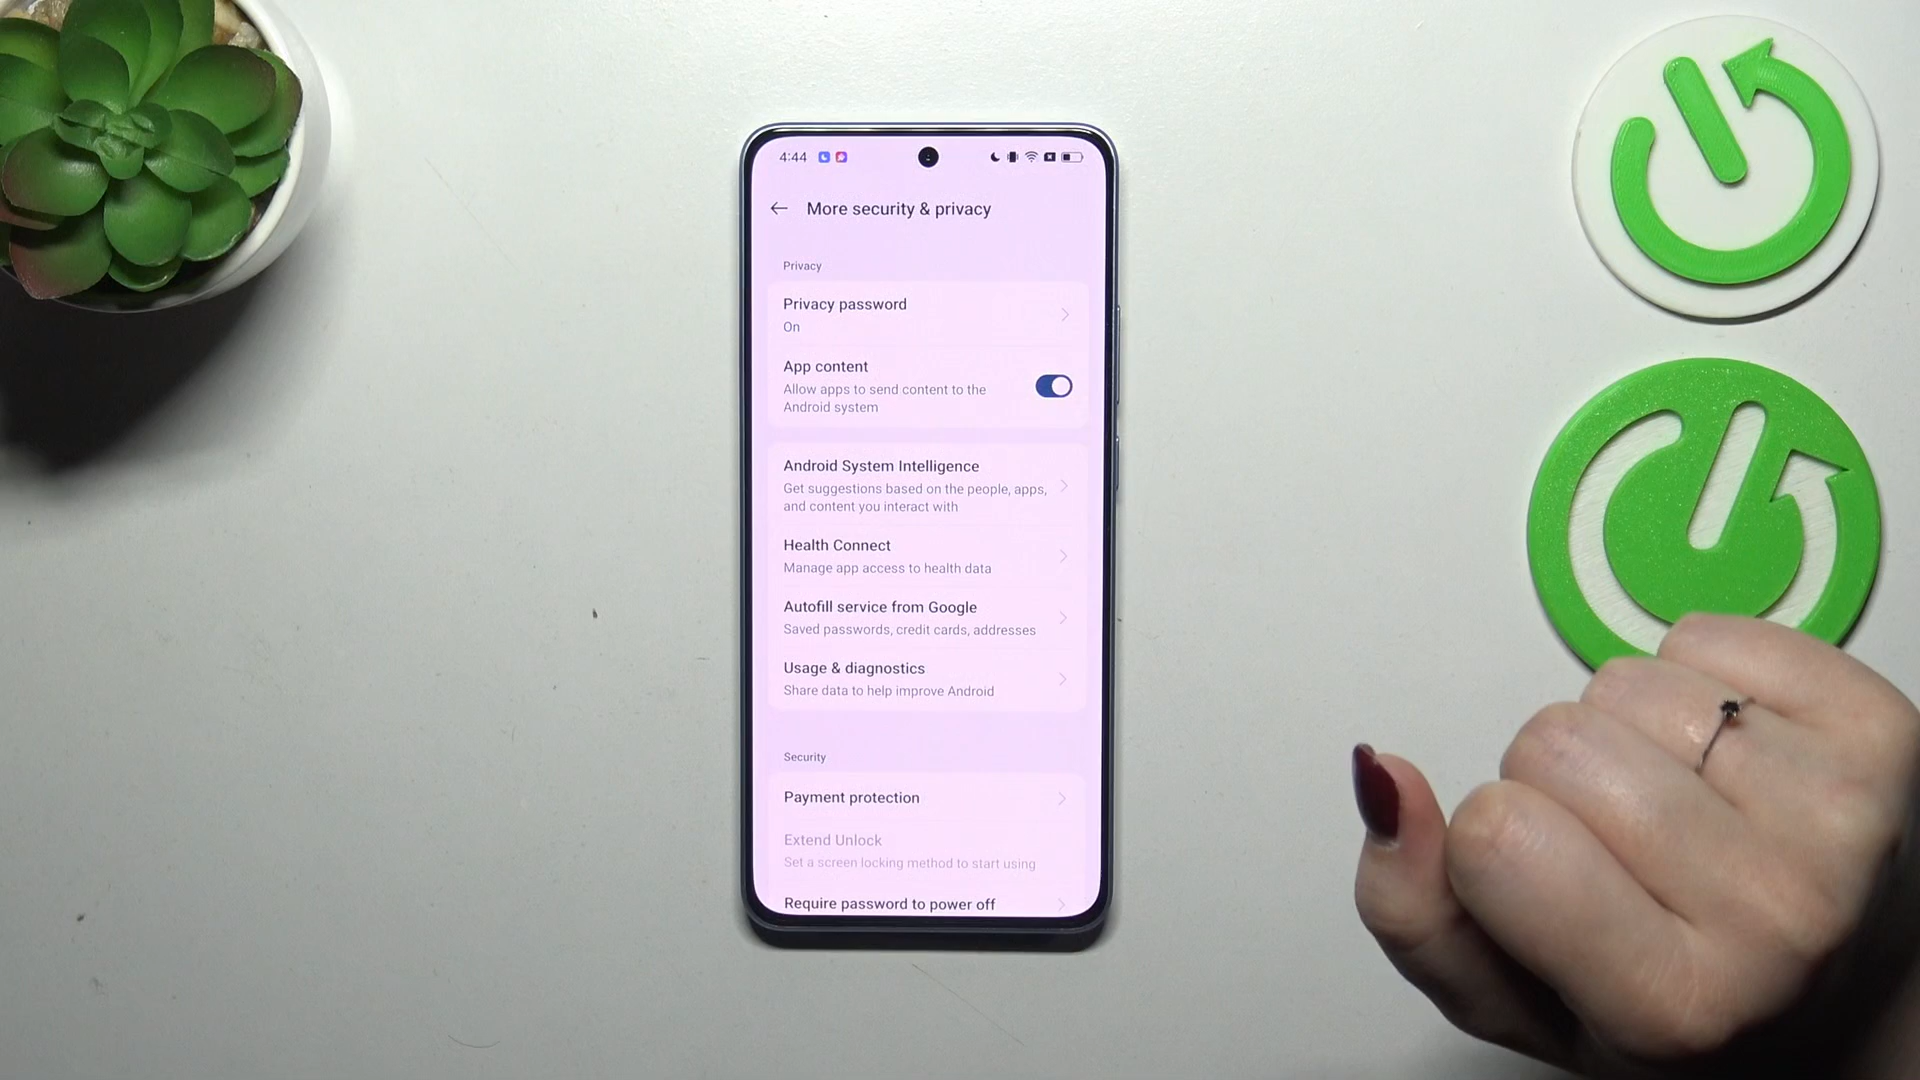 4:44
More security & privacy
Privacy
Privacy password
On
App content
Allow apps to send content to the
Android system
Android System Intelligence
Get suggestions based on the people, apps,
and content you interact with
Health Connect
Manage app access to health data
Autofill service from Google
Saved passwords, credit cards, addresses
Usage & diagnostics
Share data to help improve Android
Security
Payment protection
Extend Unlock
Set a screen locking method to start using
Require password to power off